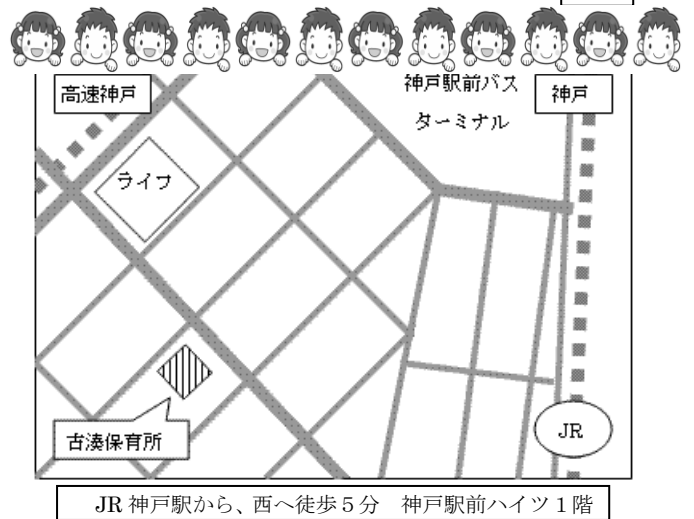 高速神戸
神戸駅前バス
ターミナル
神戸
ライフ
JR
古湊保育所
JR 神戸駅から、西へ徒歩５分　神戸駅前ハイツ１階